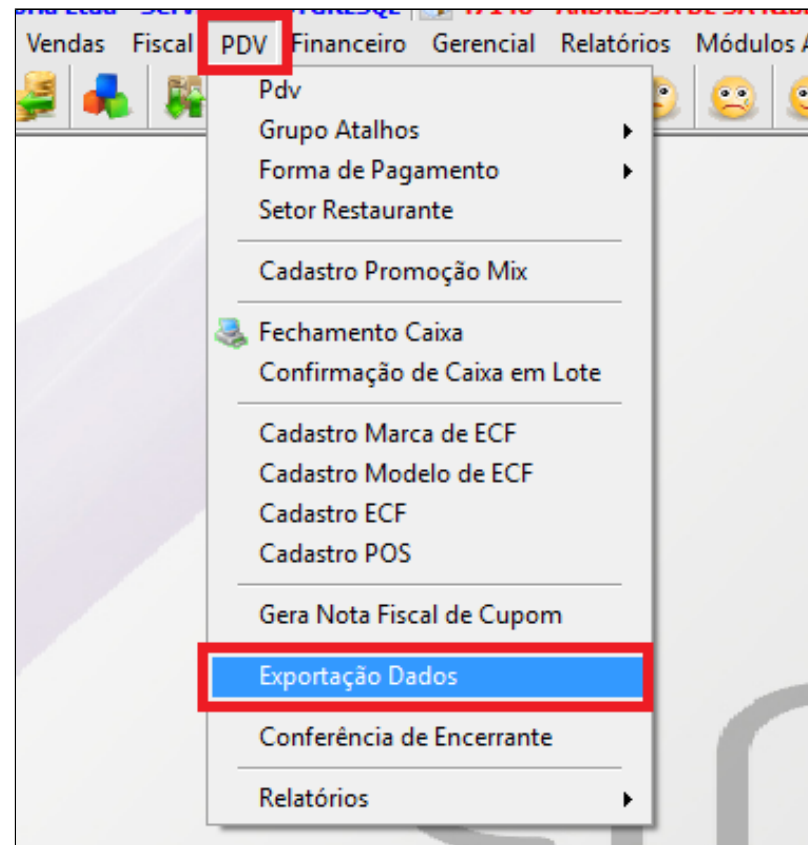 Vendas Fiscal PDV Financeiro Gerencial Relatórios Módulos
Pdv
Grupo Atalhos
Forma de Pagamento
Setor Restaurante
Cadastro Promoção Mix
Fechamento Caixa
Confirmação de Caixa em Lote
Cadastro Marca de ECF
Cadastro Modelo de ECF
Cadastro ECF
Cadastro POS
Gera Nota Fiscal de Cupom
Exportação Dados
Conferência de Encerrante
Relatórios